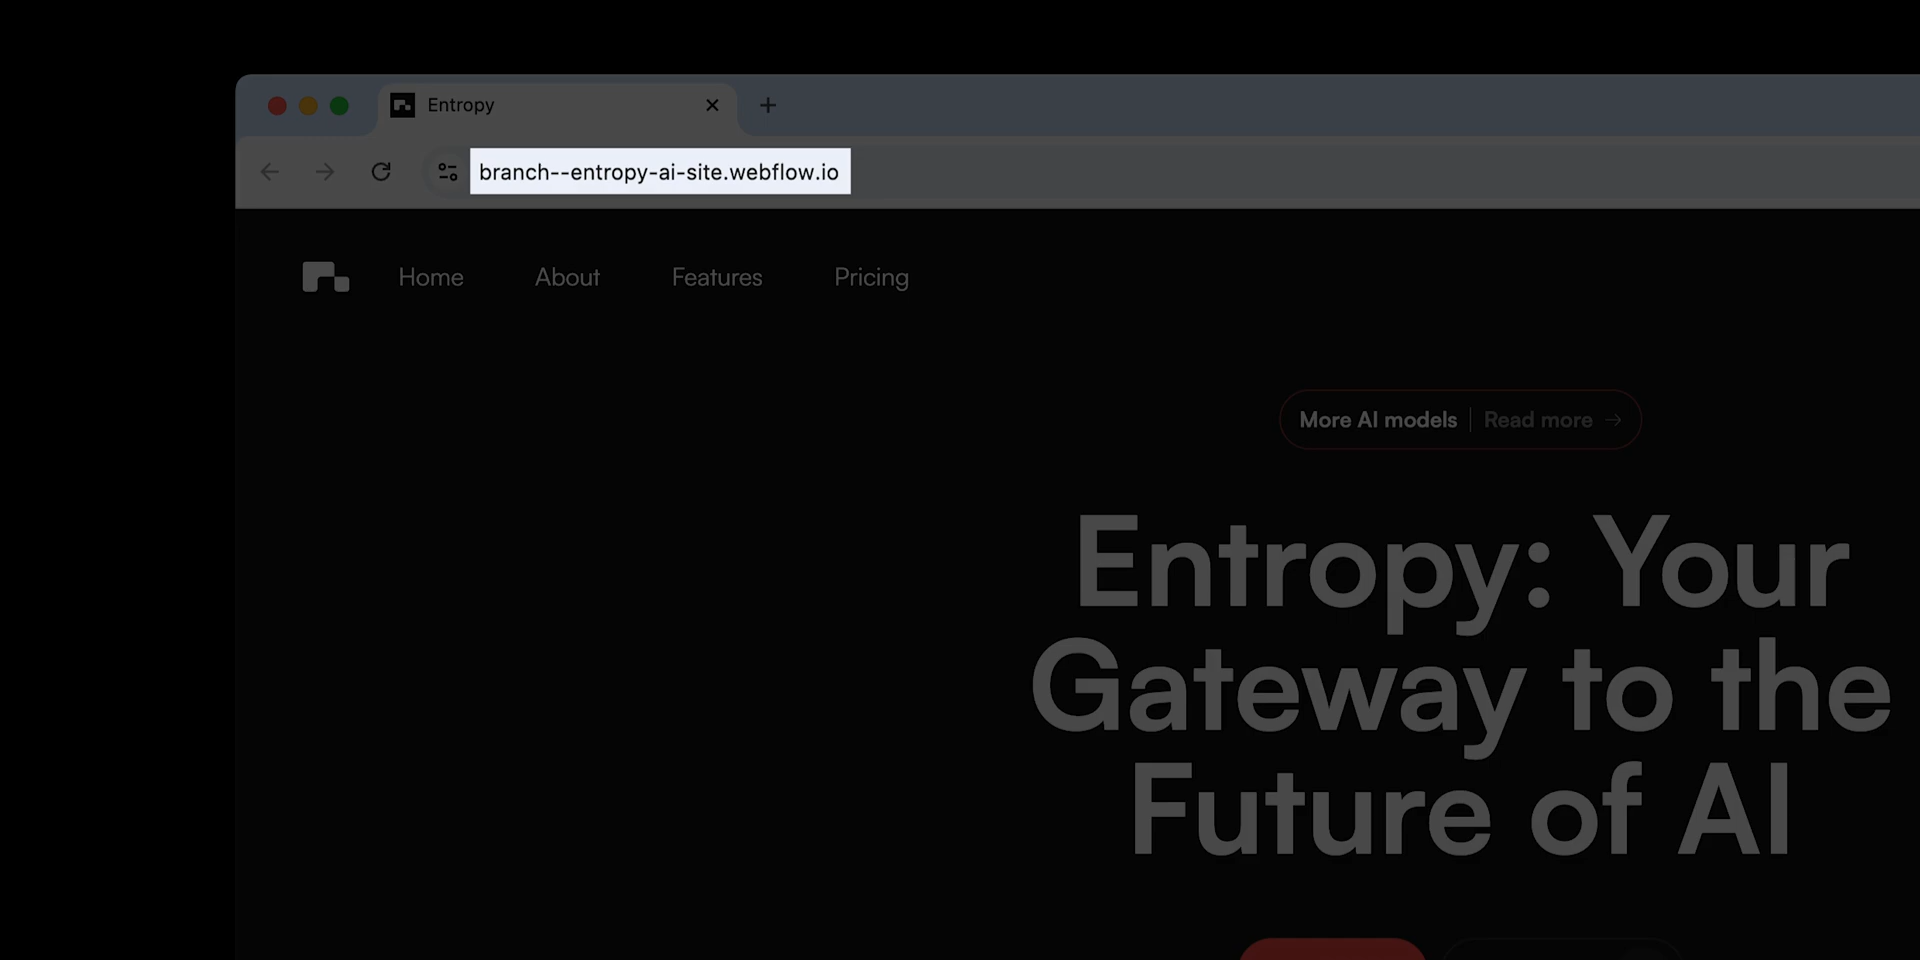 Entropy
branch--entropy-ai-site.webflow.io
Home About Features Pricing
More AI models | Read more →
Entropy: Your
Gateway to the
Future of AI